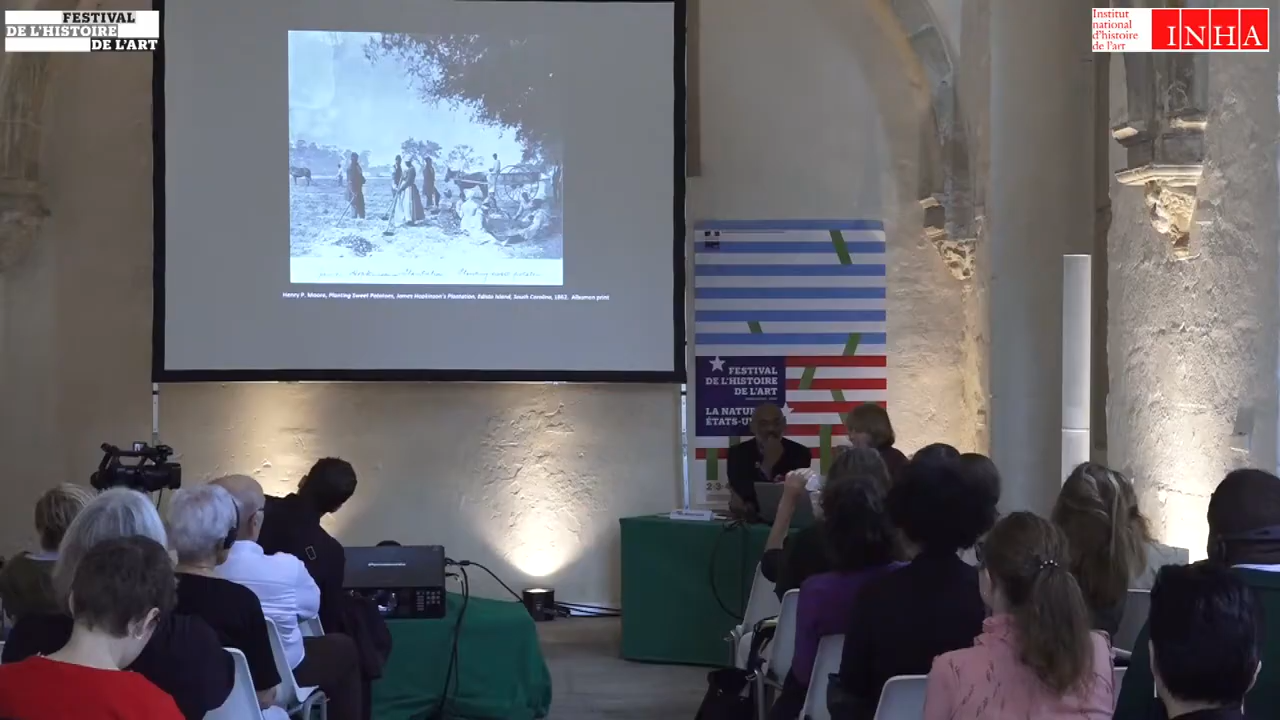 FESTIVAL
DE L'HISTOIRE
DE L'ART
Institut
national
d'histoire
de l'art
INHA
Henry P. Moore, Planting Sweet Potatoes, James Hopkinson's Plantation, Edisto Island, South Carolina, 1862. Albumen print
FESTIVAL
DE L'HISTOIRE
DE L'ART
LA NATU
ÉTATS-U